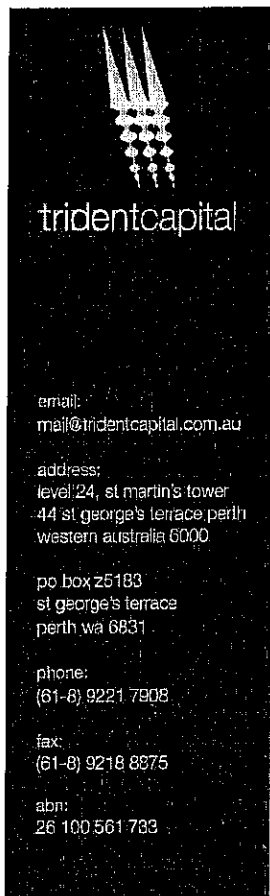 tridentcapital
email:
mail@tridentcapital.com.au
address:
level 24, st martin's tower
44 st george's terrace perth
western australia 6000
po box z5183
st george's terrace
perth wa 6831
phone:
(61-8) 9221 7908
fax:
(61-8) 9218 8875
abn:
26 100 561 733